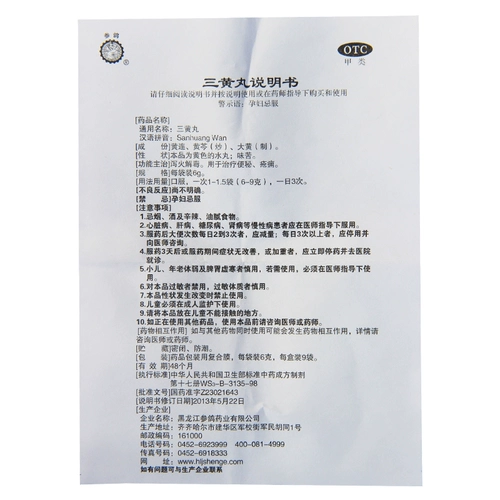 参鸽
®
OTC
甲类
三黄丸说明书
请仔细阅读说明书并按说明使用或在药师指导下购买和使用
警示语：孕妇忌服
[药品名称]
通用名称：三黄丸
汉语拼音：Sanhuang Wan
[成　　份]黄连、黄芩（炒）、大黄（制）。
[性　　状]本品为黄色的水丸；味苦。
[功能主治]泻火解毒。用于治疗便秘、疮痈。
[规　　格]每袋装6g。
[用法用量]口服，一次1~1.5袋（6~9克），一日3次。
[不良反应]尚不明确。
[禁　　忌]孕妇忌服
[注意事项]
1.忌烟、酒及辛辣、油腻食物。
2.心脏病、肝病、糖尿病、肾病等慢性病患者应在医师指导下服用。
3.服药后大便次数每日2到3次者，应减量；每日3次以上者，应停用并
向医师咨询。
4.服药3天后或服药期间症状无改善、或加重者，应立即停药并去医院
就诊。
5.小儿、年老体弱及脾胃虚寒者慎用，若需使用，必须在医师指导下使
用。
6.对本品过敏者禁用，过敏体质者慎用。
7.本品性状发生改变时禁止使用。
8.儿童必须在成人监护下使用。
9.请将本品放在儿童不能接触的地方。
10.如正在使用其他药品，使用本品前请咨询医师或药师。
[药物相互作用] 如与其他药物同时使用可能会发生药物相互作用，详情请
咨询医师或药师。
[贮　　藏]密闭，防潮。
[包　　装]药品包装用复合膜，每袋装6克，每盒装9袋。
[有 效 期]48个月
[执行标准]中华人民共和国卫生部标准中药成方制剂
第十七册WS₃-B-3135-98
[批准文号]国药准字Z23021643
[说明书修订日期]2013年5月22日
[生产企业]
企业名称：黑龙江参鸽药业有限公司
生产地址：齐齐哈尔市建华区军校街军民胡同1号
邮政编码：161000
电话号码：0452-6923999　400-081-4999
传真号码：0452-6918333
网　　址：www.hljshenge.com
如有问题可与生产企业联系